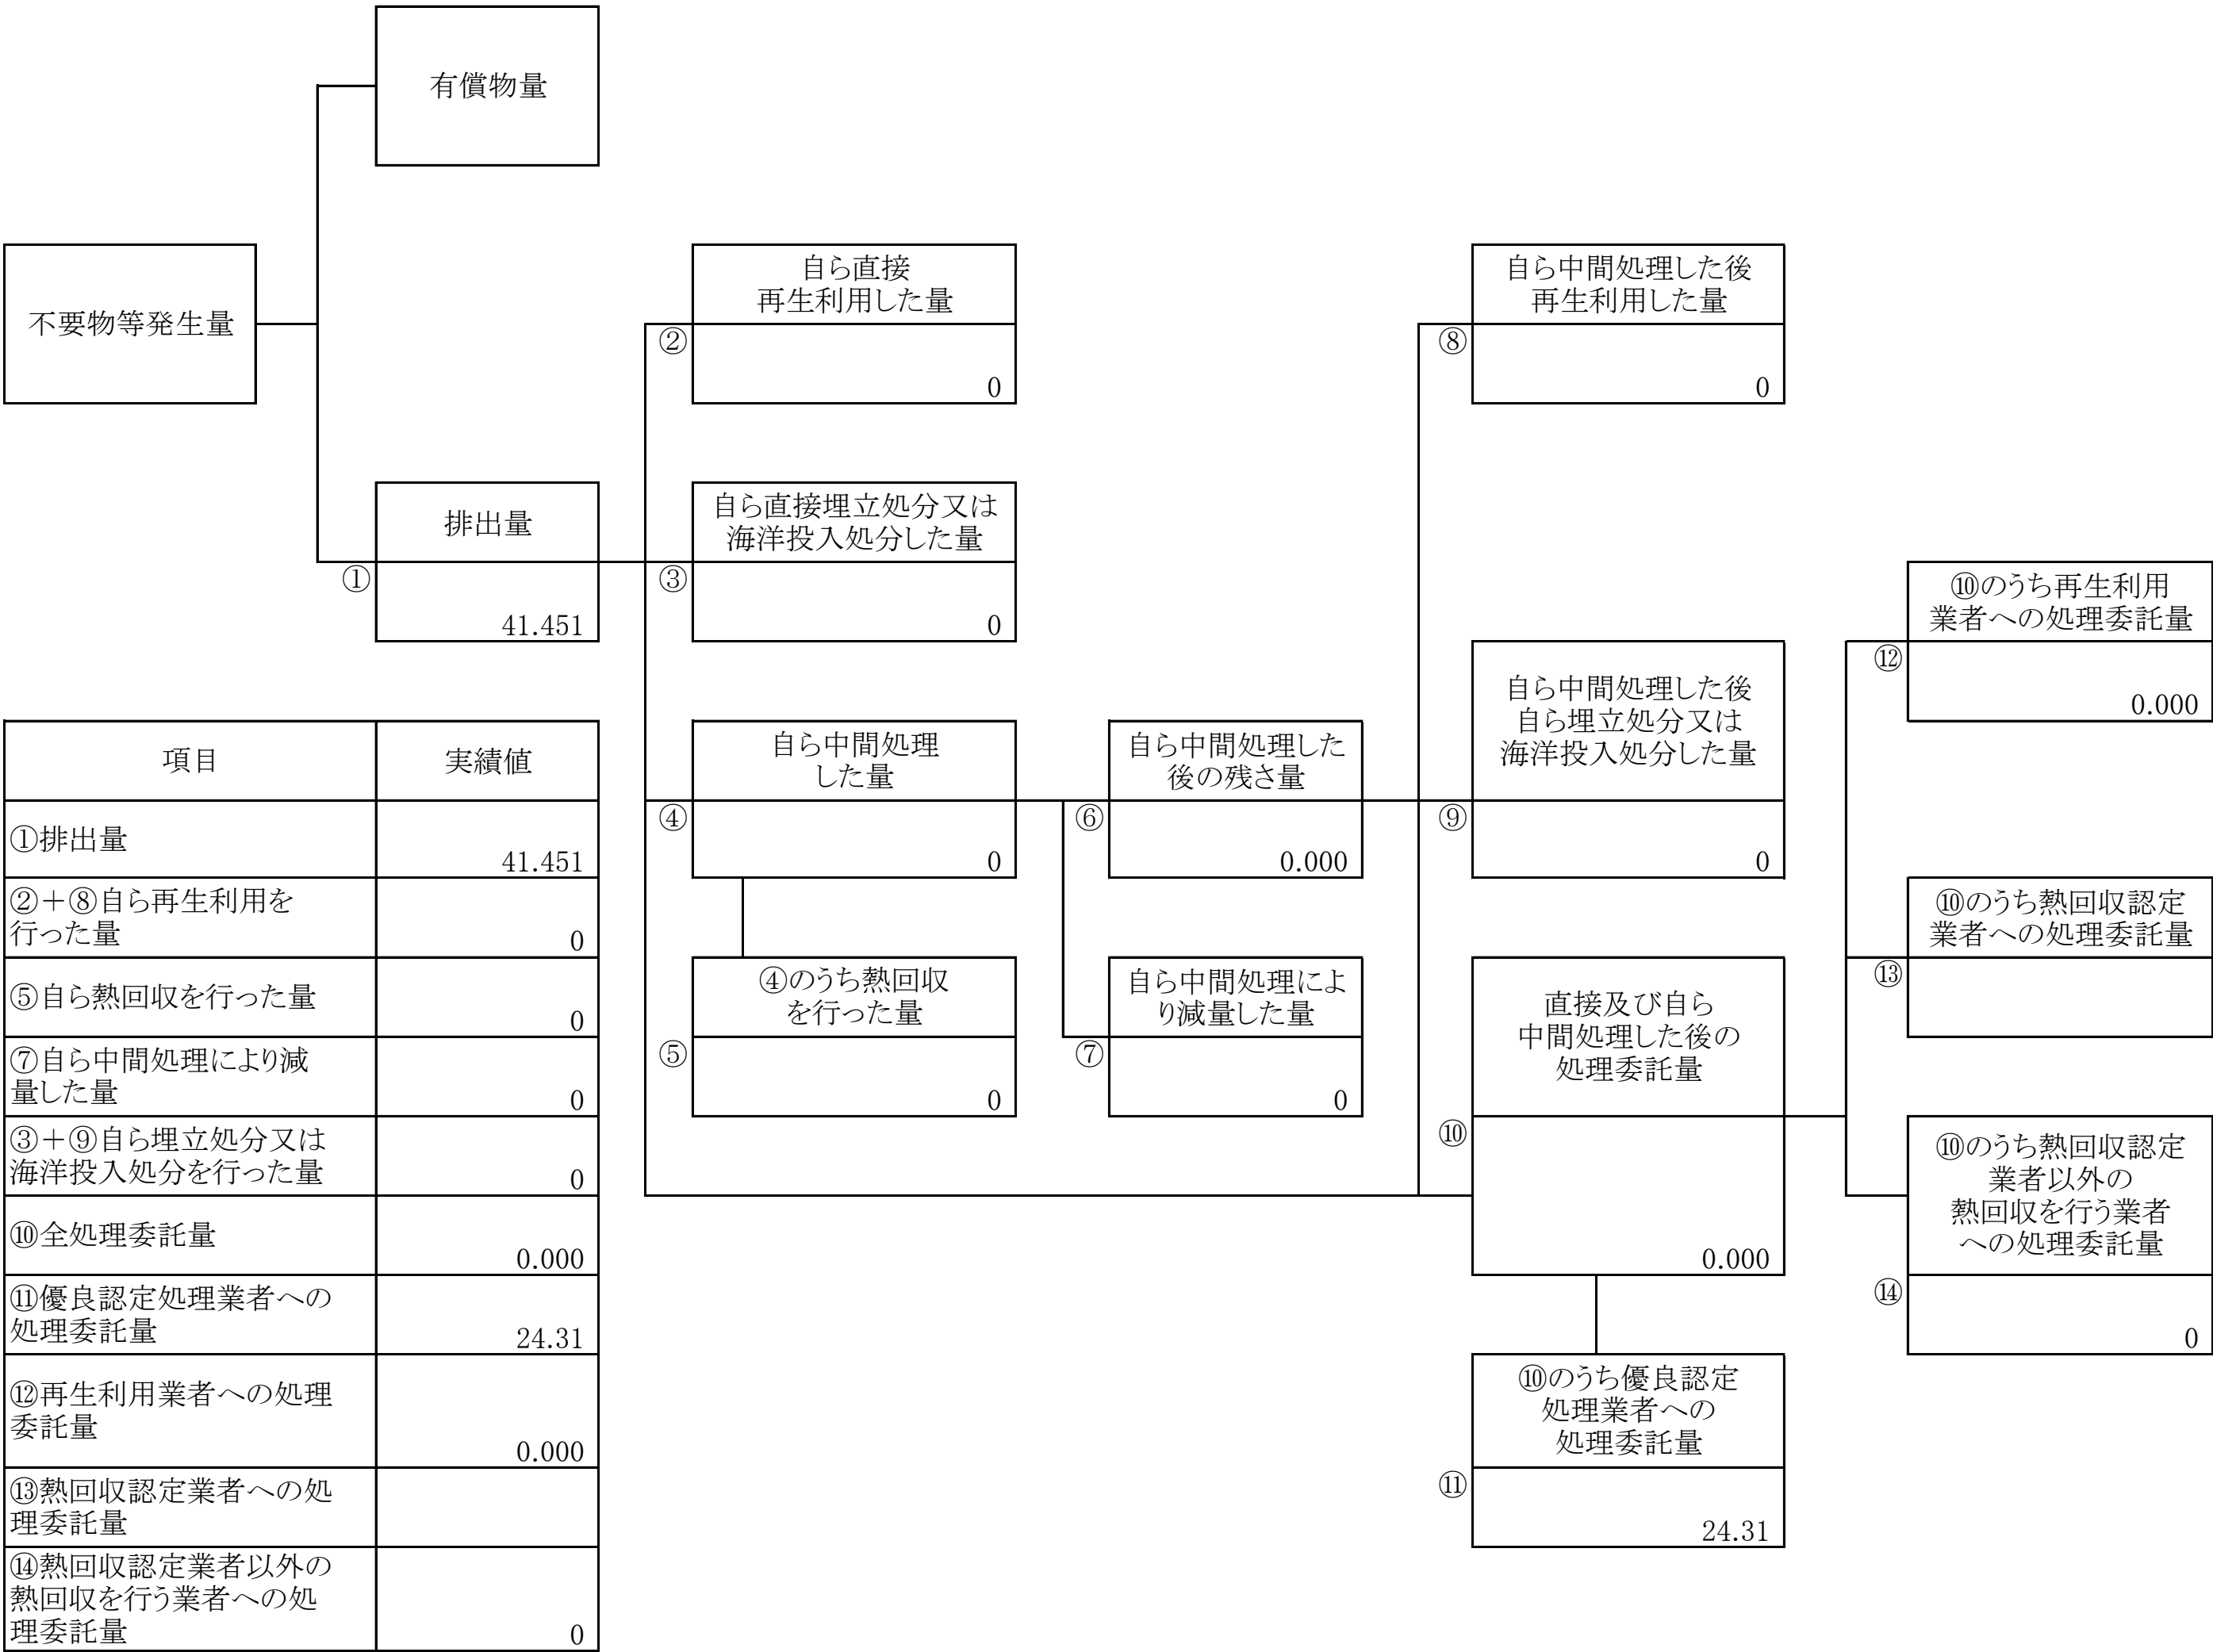 有償物量
不要物等発生量
自ら直接
再生利用した量
②
0
自ら中間処理した後
再生利用した量
⑧
0
排出量
①
41.451
自ら直接埋立処分又は
海洋投入処分した量
③
0
⑩のうち再生利用
業者への処理委託量
⑫
0.000
自ら中間処理
した量
④
0
自ら中間処理した
後の残さ量
⑥
0.000
自ら中間処理した後
自ら埋立処分又は
海洋投入処分した量
⑨
0
⑩のうち熱回収認定
業者への処理委託量
⑬
④のうち熱回収
を行った量
⑤
0
自ら中間処理によ
り減量した量
⑦
0
直接及び自ら
中間処理した後の
処理委託量
⑩
0.000
⑩のうち熱回収認定
業者以外の
熱回収を行う業者
への処理委託量
⑭
0
⑩のうち優良認定
処理業者への
処理委託量
⑪
24.31
項目
実績値
①排出量
41.451
②＋⑧自ら再生利用を
行った量
0
⑤自ら熱回収を行った量
0
⑦自ら中間処理により減
量した量
0
③＋⑨自ら埋立処分又は
海洋投入処分を行った量
0
⑩全処理委託量
0.000
⑪優良認定処理業者への
処理委託量
24.31
⑫再生利用業者への処理
委託量
0.000
⑬熱回収認定業者への処
理委託量
⑭熱回収認定業者以外の
熱回収を行う業者への処
理委託量
0